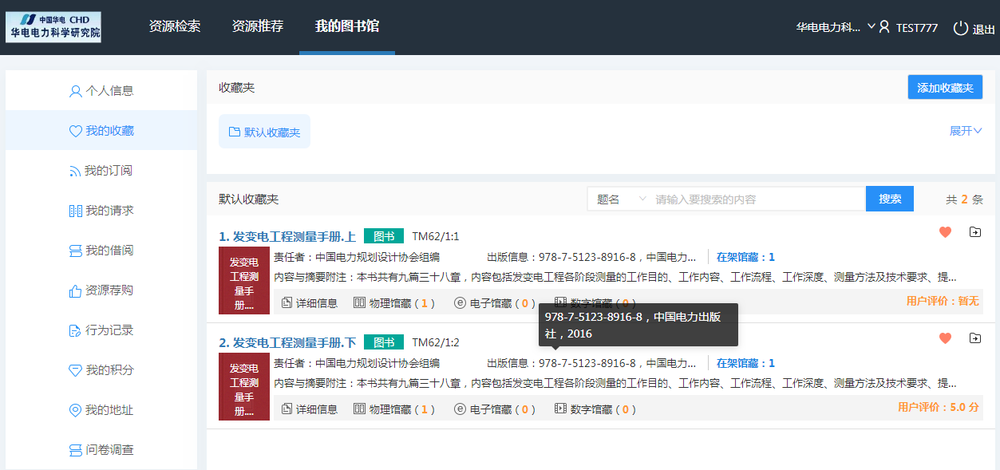 中国华电 CHD
华电电力科学研究院
资源检索
资源推荐
我的图书馆
华电电力科...
TEST777
退出
个人信息
我的收藏
我的订阅
我的请求
我的借阅
资源荐购
行为记录
我的积分
我的地址
问卷调查
收藏夹
添加收藏夹
默认收藏夹
展开
默认收藏夹
题名
请输入要搜索的内容
搜索
共 2 条
1. 发变电工程测量手册.上 图书 TM62/1:1
发变电
工程测
量手
册....
责任者：中国电力规划设计协会组编 出版信息：978-7-5123-8916-8，中国电力... 在架馆藏：1
内容与摘要附注：本书共有九篇三十八章，内容包括发变电工程各阶段测量的工作目的、工作内容、工作流程、工作深度、测量方法及技术要求、提...
详细信息 物理馆藏 ( 1 ) 电子馆藏 ( 0 ) 数字馆藏 ( 0 ) 用户评价：暂无
978-7-5123-8916-8，中国电力出版
社，2016
2. 发变电工程测量手册.下 图书 TM62/1:2
发变电
工程测
量手
册....
责任者：中国电力规划设计协会组编 出版信息：978-7-5123-8916-8，中国电力... 在架馆藏：1
内容与摘要附注：本书共有九篇三十八章，内容包括发变电工程各阶段测量的工作目的、工作内容、工作流程、工作深度、测量方法及技术要求、提...
详细信息 物理馆藏 ( 1 ) 电子馆藏 ( 0 ) 数字馆藏 ( 0 ) 用户评价：5.0 分